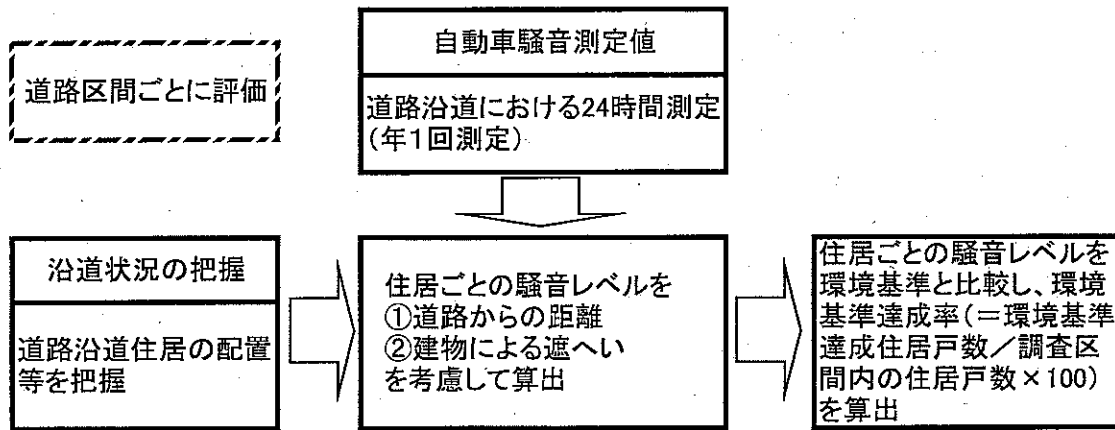 道路区間ごとに評価
自動車騒音測定値
道路沿道における24時間測定
(年1回測定)
沿道状況の把握
道路沿道住居の配置
等を把握
住居ごとの騒音レベルを
①道路からの距離
②建物による遮へい
を考慮して算出
住居ごとの騒音レベルを
環境基準と比較し、環境
基準達成率(=環境基準
達成住居戸数/調査区
間内の住居戸数×100)
を算出